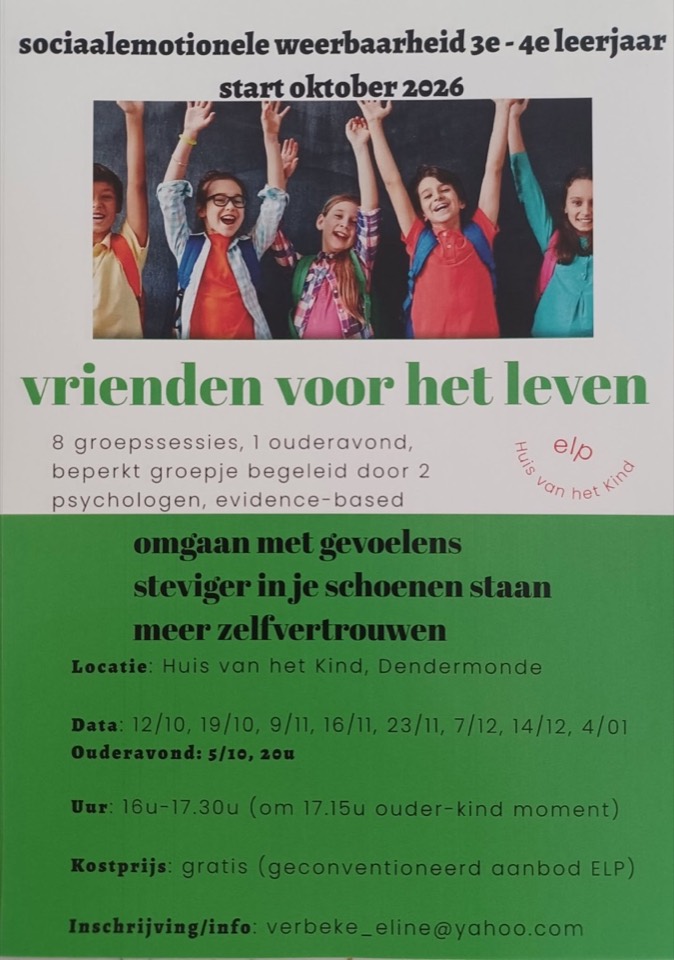 sociaalemotionele weerbaarheid 3e - 4e leerjaar
start oktober 2026
vrienden voor het leven
8 groepssessies, 1 ouderavond,
beperkt groepje begeleid door 2
psychologen, evidence-based
elp
Huis van het Kind
omgaan met gevoelens
steviger in je schoenen staan
meer zelfvertrouwen
Locatie: Huis van het Kind, Dendermonde
Data: 12/10, 19/10, 9/11, 16/11, 23/11, 7/12, 14/12, 4/01
Ouderavond: 5/10, 20u
Uur: 16u-17.30u (om 17.15u ouder-kind moment)
Kostprijs: gratis (geconventioneerd aanbod ELP)
Inschrijving/info: verbeke_eline@yahoo.com